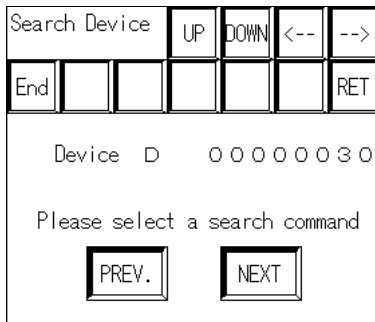 Search Device UP DOWN <-- -->
End RET
Device D 00000030
Please select a search command
PREV. NEXT